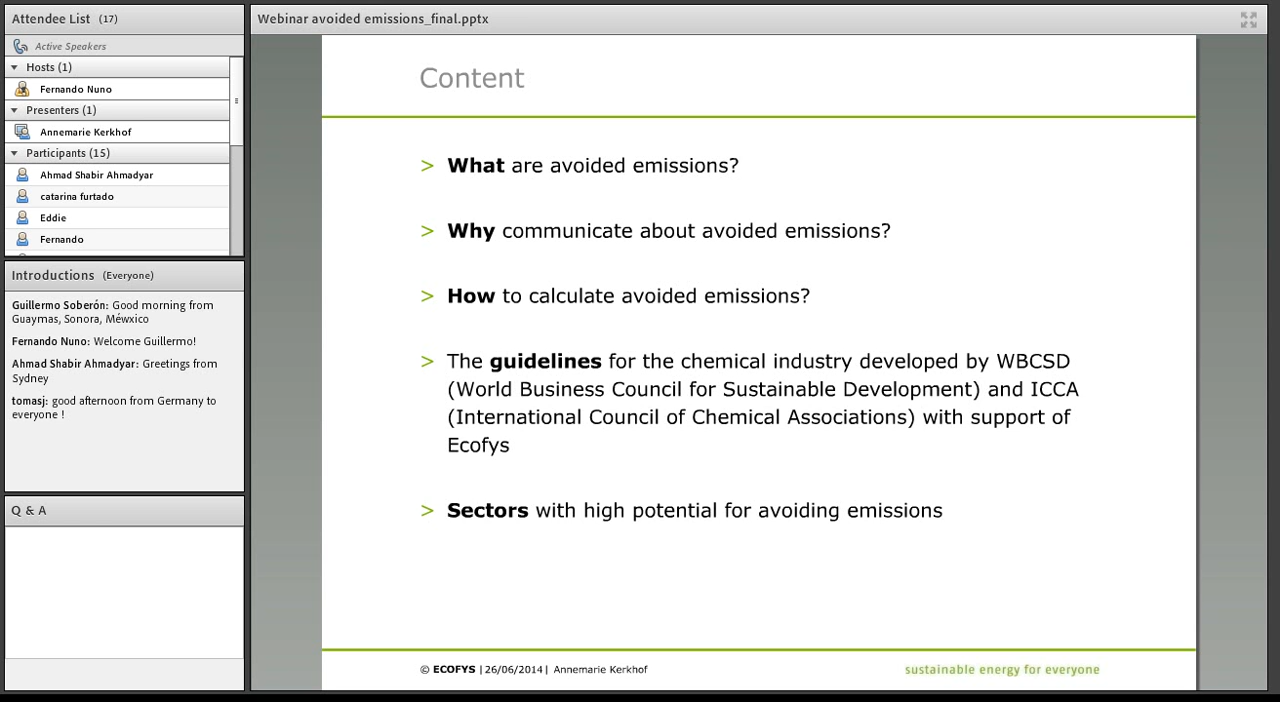 Attendee List (17)
Active Speakers
Hosts (1)
Fernando Nuno
Presenters (1)
Annemarie Kerkhof
Participants (15)
Ahmad Shabir Ahmadyar
catarina furtado
Eddie
Fernando
Introductions (Everyone)
Guillermo Soberón: Good morning from
Guaymas, Sonora, Méwxico
Fernando Nuno: Welcome Guillermo!
Ahmad Shabir Ahmadyar: Greetings from
Sydney
tomasj: good afternoon from Germany to
everyone !
Q & A
Webinar avoided emissions_final.pptx
Content
> What are avoided emissions?
> Why communicate about avoided emissions?
> How to calculate avoided emissions?
> The guidelines for the chemical industry developed by WBCSD
(World Business Council for Sustainable Development) and ICCA
(International Council of Chemical Associations) with support of
Ecofys
> Sectors with high potential for avoiding emissions
© ECOFYS | 26/06/2014 | Annemarie Kerkhof
sustainable energy for everyone